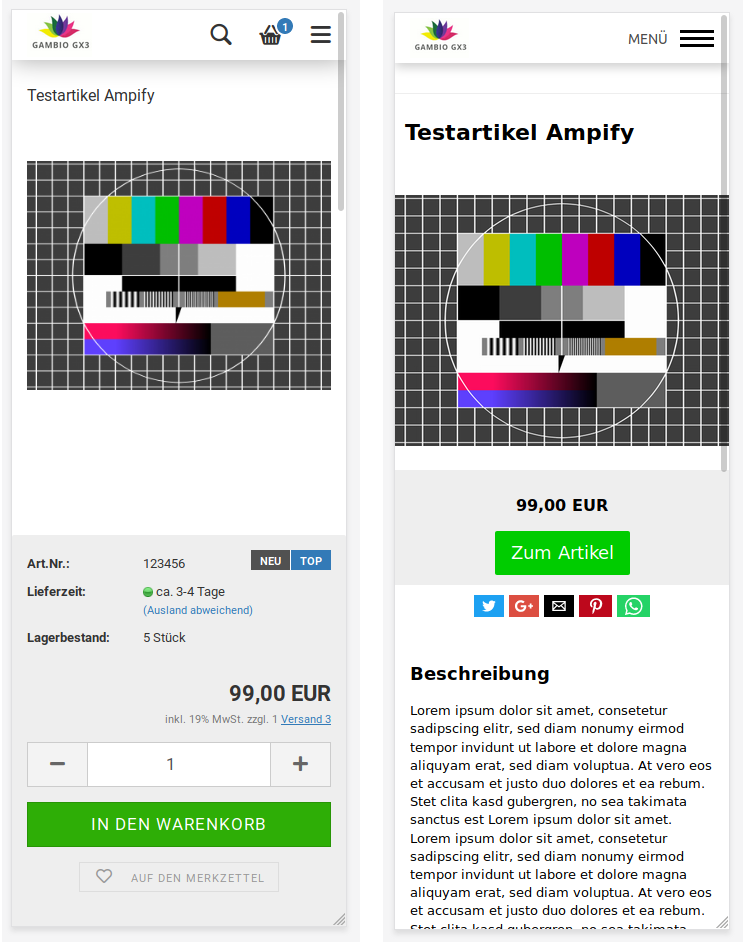 GAMBIO GX3
1
Testartikel Ampify
Art.Nr.: 123456 NEU TOP
Lieferzeit: ca. 3-4 Tage
(Ausland abweichend)
Lagerbestand: 5 Stück
99,00 EUR
inkl. 19% MwSt. zzgl. 1 Versand 3
1
IN DEN WARENKORB
AUF DEN MERKZETTEL
GAMBIO GX3
MENÜ
Testartikel Ampify
99,00 EUR
Zum Artikel
Beschreibung
Lorem ipsum dolor sit amet, consetetur
sadipscing elitr, sed diam nonumy eirmod
tempor invidunt ut labore et dolore magna
aliquyam erat, sed diam voluptua. At vero eos
et accusam et justo duo dolores et ea rebum.
Stet clita kasd gubergren, no sea takimata
sanctus est Lorem ipsum dolor sit amet.
Lorem ipsum dolor sit amet, consetetur
sadipscing elitr, sed diam nonumy eirmod
tempor invidunt ut labore et dolore magna
aliquyam erat, sed diam voluptua. At vero eos
et accusam et justo duo dolores et ea rebum.
Stet clita kasd gubergren, no sea takimata